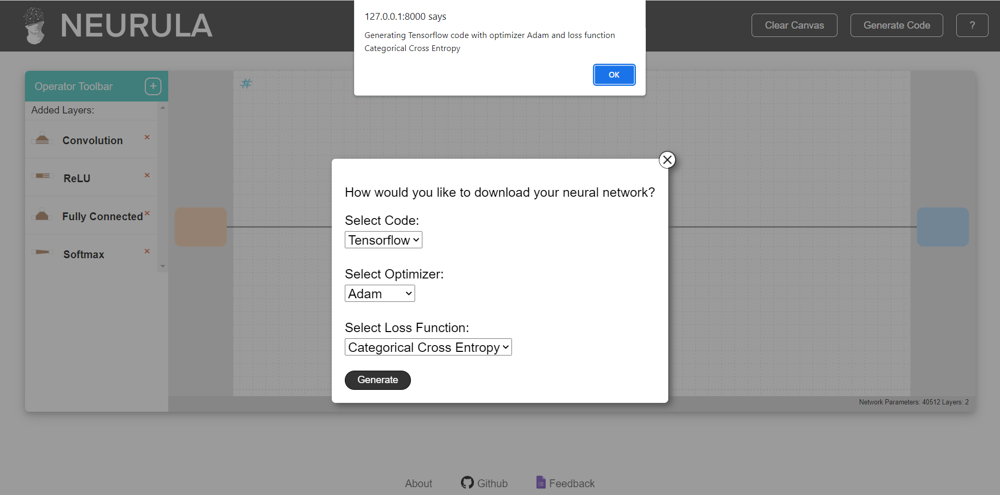 NEURULA
127.0.0.1:8000 says
Generating Tensorflow code with optimizer Adam and loss function
Categorical Cross Entropy
OK
Clear Canvas
Generate Code
?
Operator Toolbar
+
Added Layers:
Convolution
ReLU
Fully Connected
Softmax
How would you like to download your neural network?
Select Code:
Tensorflow
Select Optimizer:
Adam
Select Loss Function:
Categorical Cross Entropy
Generate
Network Parameters: 40512 Layers: 2
About
Github
Feedback